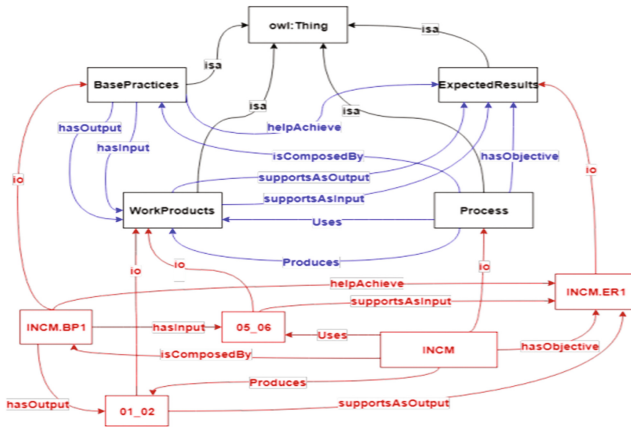 owl:Thing
isa
isa
BasePractices
isa
isa
ExpectedResults
hasOutput
hasInput
helpAchieve
isComposedBy
hasObjective
io
supportsAsOutput
io
supportsAsInput
WorkProducts
Uses
Process
Produces
io
io
io
helpAchieve
INCM.ER1
supportsAsInput
INCM.BP1
hasInput
05_06
Uses
isComposedBy
INCM
hasObjective
Produces
hasOutput
01_02
supportsAsOutput